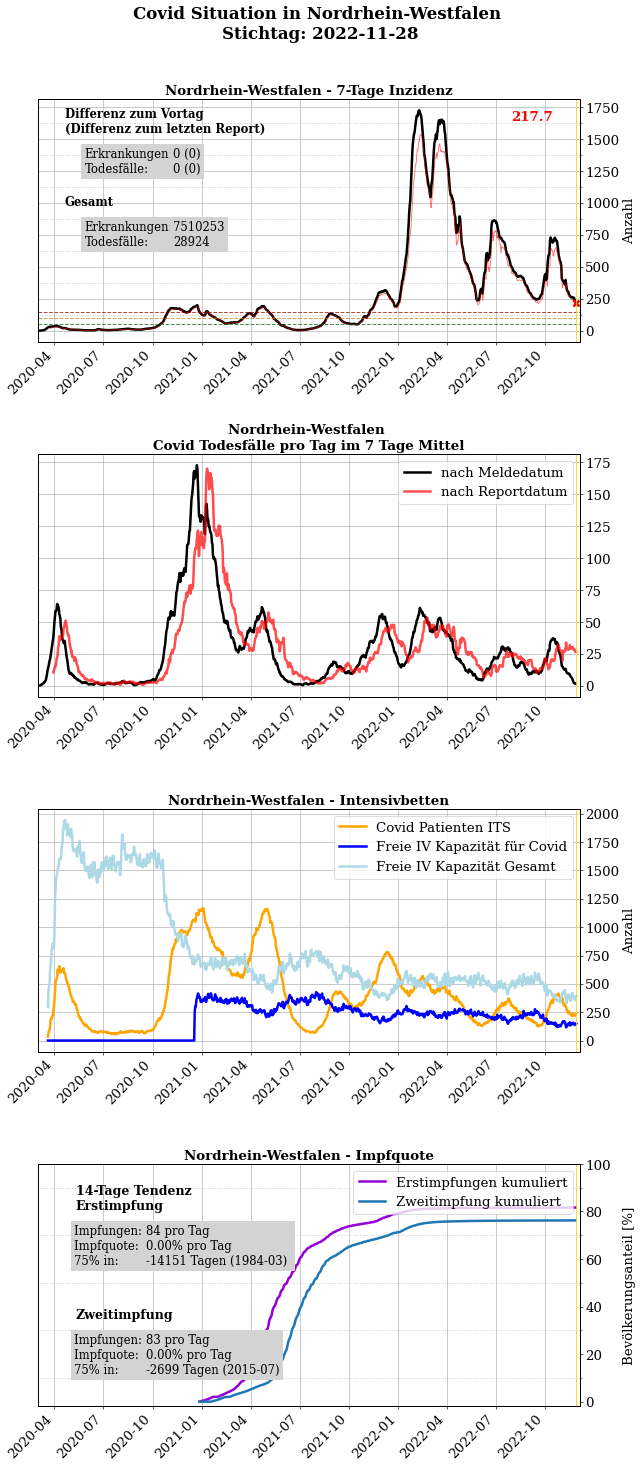 Covid Situation in Nordrhein-Westfalen
Stichtag: 2022-11-28
Nordrhein-Westfalen - 7-Tage Inzidenz
Differenz zum Vortag
(Differenz zum letzten Report)
Erkrankungen 0 (0)
Todesfälle: 0 (0)
Gesamt
Erkrankungen 7510253
Todesfälle: 28924
217.7
1750
1500
1250
1000
750
500
250
0
Anzahl
2020-04 2020-07 2020-10 2021-01 2021-04 2021-07 2021-10 2022-01 2022-04 2022-07 2022-10
Nordrhein-Westfalen
Covid Todesfälle pro Tag im 7 Tage Mittel
nach Meldedatum
nach Reportdatum
175
150
125
100
75
50
25
0
2020-04 2020-07 2020-10 2021-01 2021-04 2021-07 2021-10 2022-01 2022-04 2022-07 2022-10
Nordrhein-Westfalen - Intensivbetten
Covid Patienten ITS
Freie IV Kapazität für Covid
Freie IV Kapazität Gesamt
2000
1750
1500
1250
1000
750
500
250
0
Anzahl
2020-04 2020-07 2020-10 2021-01 2021-04 2021-07 2021-10 2022-01 2022-04 2022-07 2022-10
Nordrhein-Westfalen - Impfquote
14-Tage Tendenz
Erstimpfung
Impfungen: 84 pro Tag
Impfquote: 0.00% pro Tag
75% in: -14151 Tagen (1984-03)
Zweitimpfung
Impfungen: 83 pro Tag
Impfquote: 0.00% pro Tag
75% in: -2699 Tagen (2015-07)
Erstimpfungen kumuliert
Zweitimpfung kumuliert
100
80
60
40
20
0
Bevölkerungsanteil [%]
2020-04 2020-07 2020-10 2021-01 2021-04 2021-07 2021-10 2022-01 2022-04 2022-07 2022-10